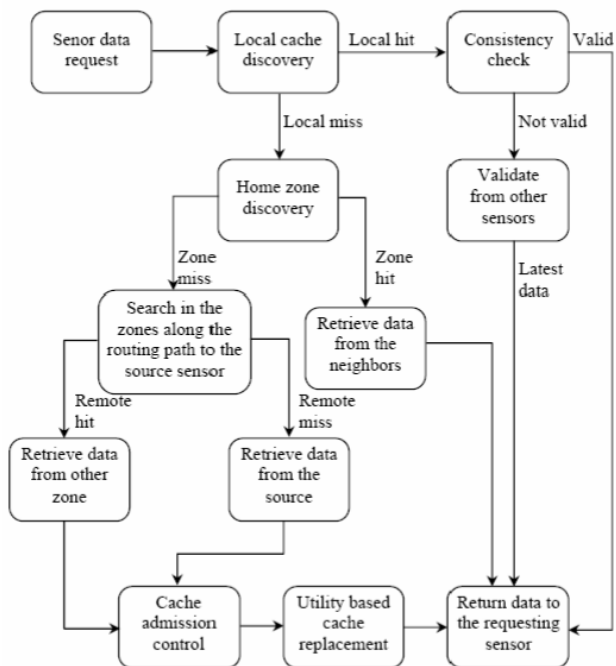 Senor data
request
Local cache
discovery
Local hit
Consistency
check
Valid
Local miss
Not valid
Home zone
discovery
Validate
from other
sensors
Zone
miss
Zone
hit
Latest
data
Search in the
zones along the
routing path to the
source sensor
Retrieve data
from the
neighbors
Remote
hit
Remote
miss
Retrieve data
from other
zone
Retrieve data
from the
source
Cache
admission
control
Utility based
cache
replacement
Return data to
the requesting
sensor